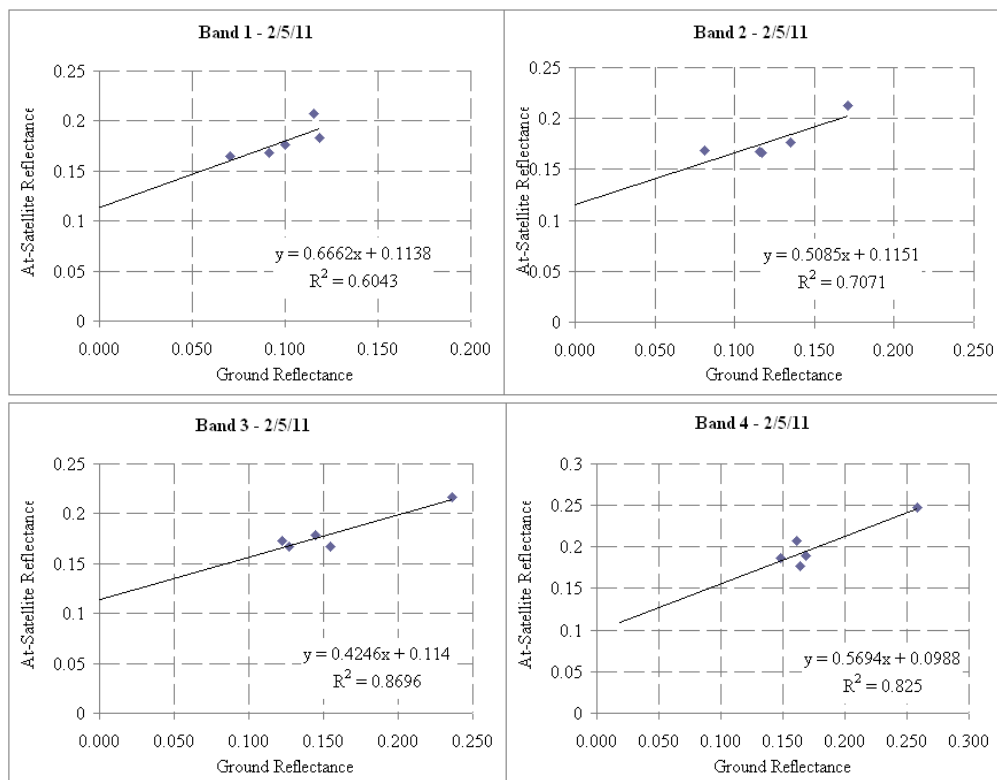 Band 1 - 2/5/11
At-Satellite Reflectance
0.25
0.2
0.15
0.1
0.05
0
y = 0.6662x + 0.1138
R² = 0.6043
0.000 0.050 0.100 0.150 0.200
Ground Reflectance
Band 2 - 2/5/11
At-Satellite Reflectance
0.25
0.2
0.15
0.1
0.05
0
y = 0.5085x + 0.1151
R² = 0.7071
0.000 0.050 0.100 0.150 0.200 0.250
Ground Reflectance
Band 3 - 2/5/11
At-Satellite Reflectance
0.25
0.2
0.15
0.1
0.05
0
y = 0.4246x + 0.114
R² = 0.8696
0.000 0.050 0.100 0.150 0.200 0.250
Ground Reflectance
Band 4 - 2/5/11
At-Satellite Reflectance
0.3
0.25
0.2
0.15
0.1
0.05
0
y = 0.5694x + 0.0988
R² = 0.825
0.000 0.050 0.100 0.150 0.200 0.250 0.300
Ground Reflectance